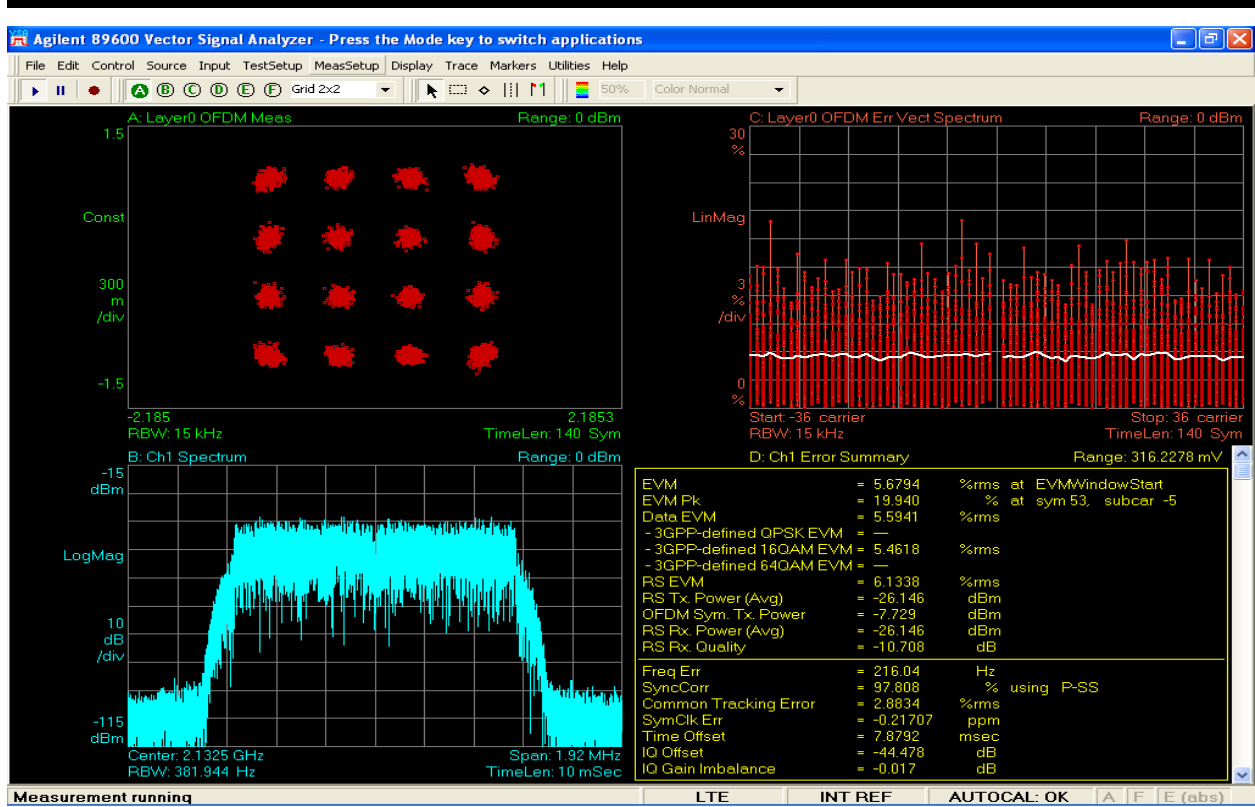 Agilent 89600 Vector Signal Analyzer - Press the Mode key to switch applications
File Edit Control Source Input TestSetup MeasSetup Display Trace Markers Utilities Help
A B C D E F Grid 2x2 50% Color Normal
A: Layer0 OFDM Meas Range: 0 dBm
1.5
Const
300
m
/div
-1.5
-2.185 2.1853
RBW: 15 kHz TimeLen: 140 Sym
C: Layer0 OFDM Err Vect Spectrum Range: 0 dBm
30
%
LinMag
3
%
/div
0
%
Start: -36 carrier Stop: 36 carrier
RBW: 15 kHz TimeLen: 140 Sym
B: Ch1 Spectrum Range: 0 dBm
-15
dBm
LogMag
10
dB
/div
-115
dBm
Center: 2.1325 GHz Span: 1.92 MHz
RBW: 381.944 Hz TimeLen: 10 mSec
D: Ch1 Error Summary Range: 316.2278 mV
EVM = 5.6794 %rms at EVMWindowStart
EVM Pk = 19.940 % at sym 53, subcar -5
Data EVM = 5.5941 %rms
- 3GPP-defined QPSK EVM = —
- 3GPP-defined 16QAM EVM = 5.4618 %rms
- 3GPP-defined 64QAM EVM = —
RS EVM = 6.1338 %rms
RS Tx. Power (Avg) = -26.146 dBm
OFDM Sym. Tx. Power = -7.729 dBm
RS Rx. Power (Avg) = -26.146 dBm
RS Rx. Quality = -10.708 dB
Freq Err = 216.04 Hz
SyncCorr = 97.808 % using P-SS
Common Tracking Error = 2.8834 %rms
SymClk Err = -0.21707 ppm
Time Offset = 7.8792 msec
IQ Offset = -44.478 dB
IQ Gain Imbalance = -0.017 dB
Measurement running LTE INT REF AUTOCAL: OK A F E (abs)